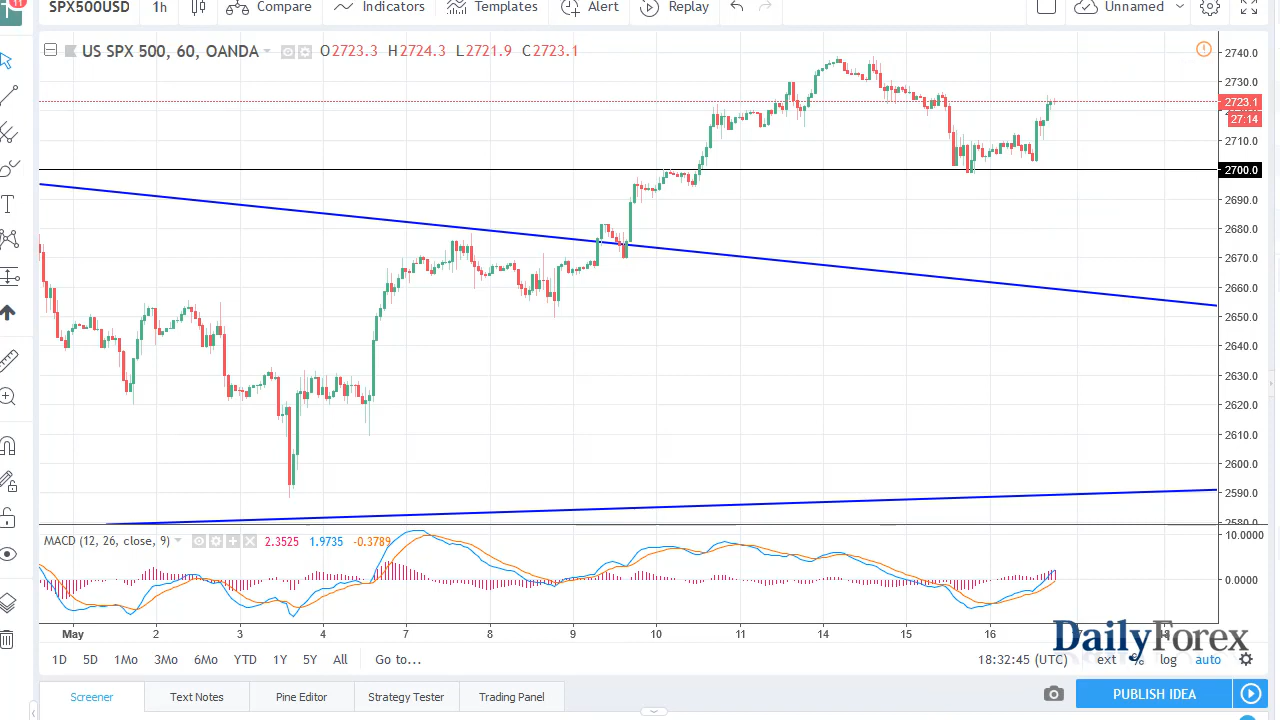 11
T
SPX500USD 1h Compare Indicators Templates Alert Replay Unnamed
US SPX 500, 60, OANDA O2723.3 H2724.3 L2721.9 C2723.1
2740.0
2730.0
2723.1
27:14
2710.0
2700.0
2690.0
2680.0
2670.0
2660.0
2650.0
2640.0
2630.0
2620.0
2610.0
2600.0
2590.0
2580.0
MACD (12, 26, close, 9) 2.3525 1.9735 -0.3789
10.0000
0.0000
May 2 3 4 7 8 9 10 11 14 15 16 17 18
DailyForex
1D 5D 1Mo 3Mo 6Mo YTD 1Y 5Y All Go to... 18:32:45 (UTC) ext % log auto
Screener Text Notes Pine Editor Strategy Tester Trading Panel PUBLISH IDEA